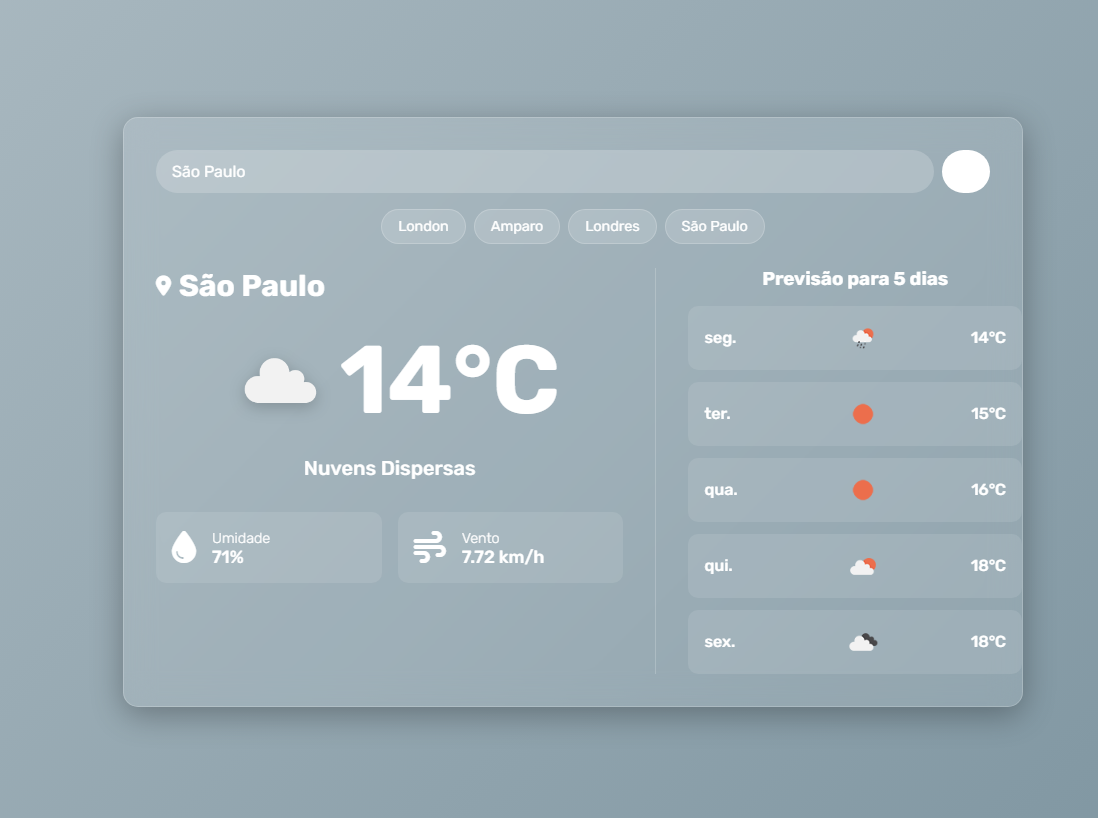 São Paulo
London Amparo Londres São Paulo
São Paulo
14°C
Nuvens Dispersas
Umidade
71%
Vento
7.72 km/h
Previsão para 5 dias
seg. 14°C
ter. 15°C
qua. 16°C
qui. 18°C
sex. 18°C